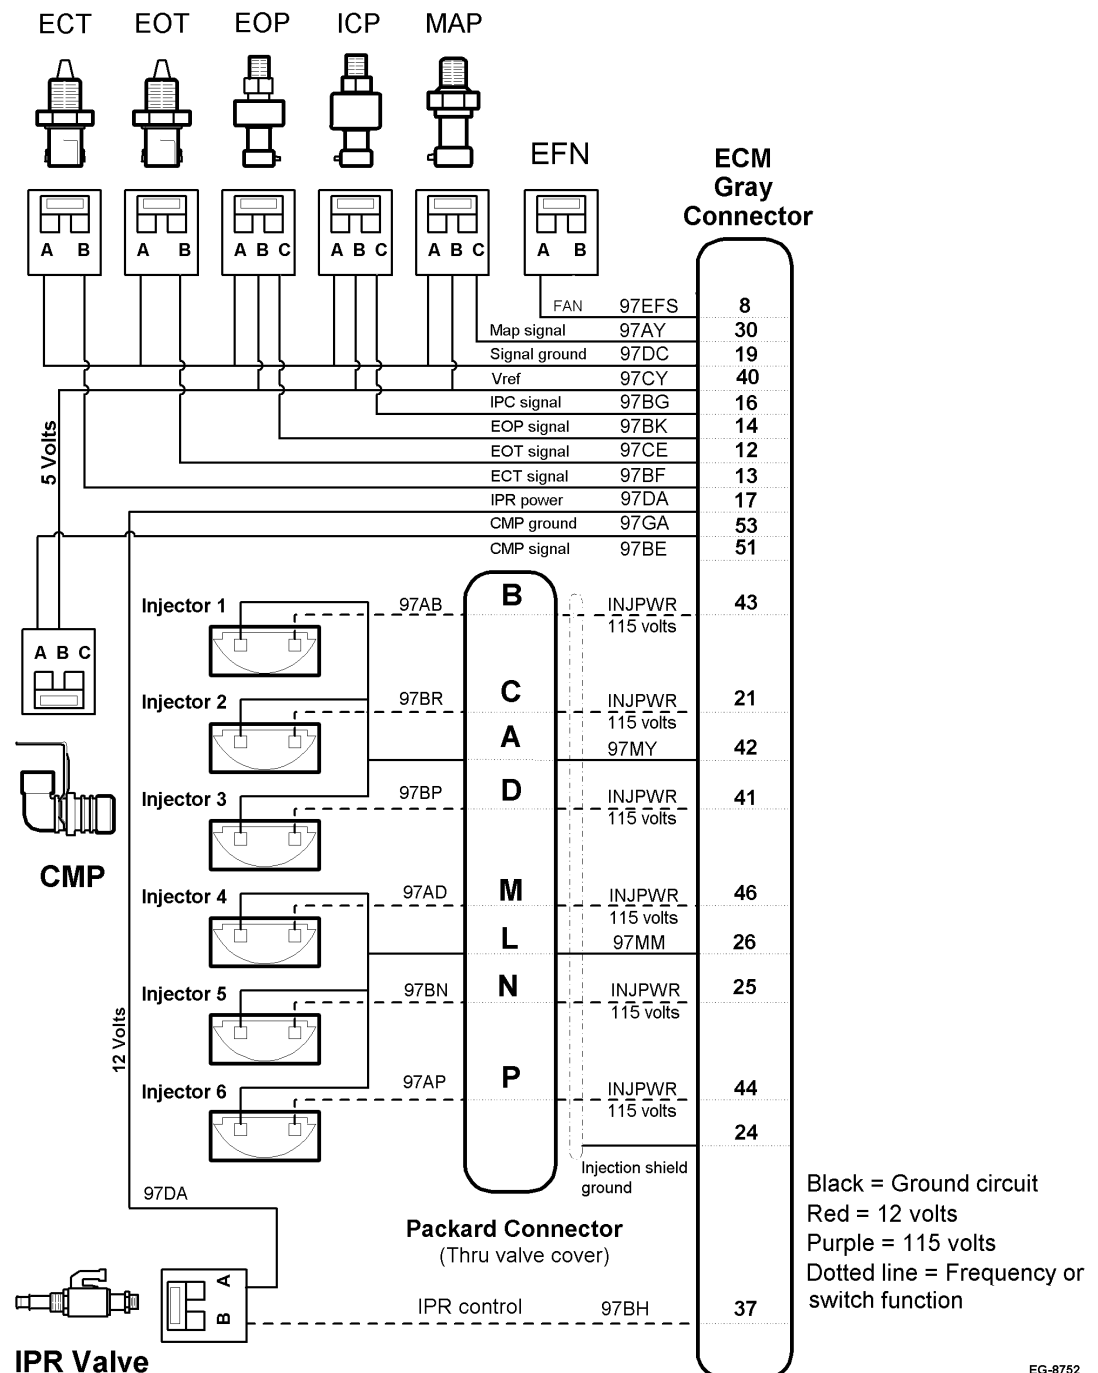 ECT EOT EOP ICP MAP
EFN
ECM
Gray
Connector
A B A B A B C A B C A B C A B
FAN 97EFS 8
Map signal 97AY 30
Signal ground 97DC 19
Vref 97CY 40
IPC signal 97BG 16
EOP signal 97BK 14
EOT signal 97CE 12
ECT signal 97BF 13
IPR power 97DA 17
CMP ground 97GA 53
CMP signal 97BE 51
5 Volts
Injector 1 97AB B INJPWR 43
115 volts
A B C
Injector 2 97BR C INJPWR 21
115 volts
A 97MY 42
Injector 3 97BP D INJPWR 41
115 volts
CMP
Injector 4 97AD M INJPWR 46
115 volts
L 97MM 26
Injector 5 97BN N INJPWR 25
115 volts
12 Volts
Injector 6 97AP P INJPWR 44
115 volts
24
Injection shield
ground
97DA
Packard Connector
(Thru valve cover)
Black = Ground circuit
Red = 12 volts
Purple = 115 volts
Dotted line = Frequency or
switch function
A
B
IPR control 97BH 37
IPR Valve
EG-8752